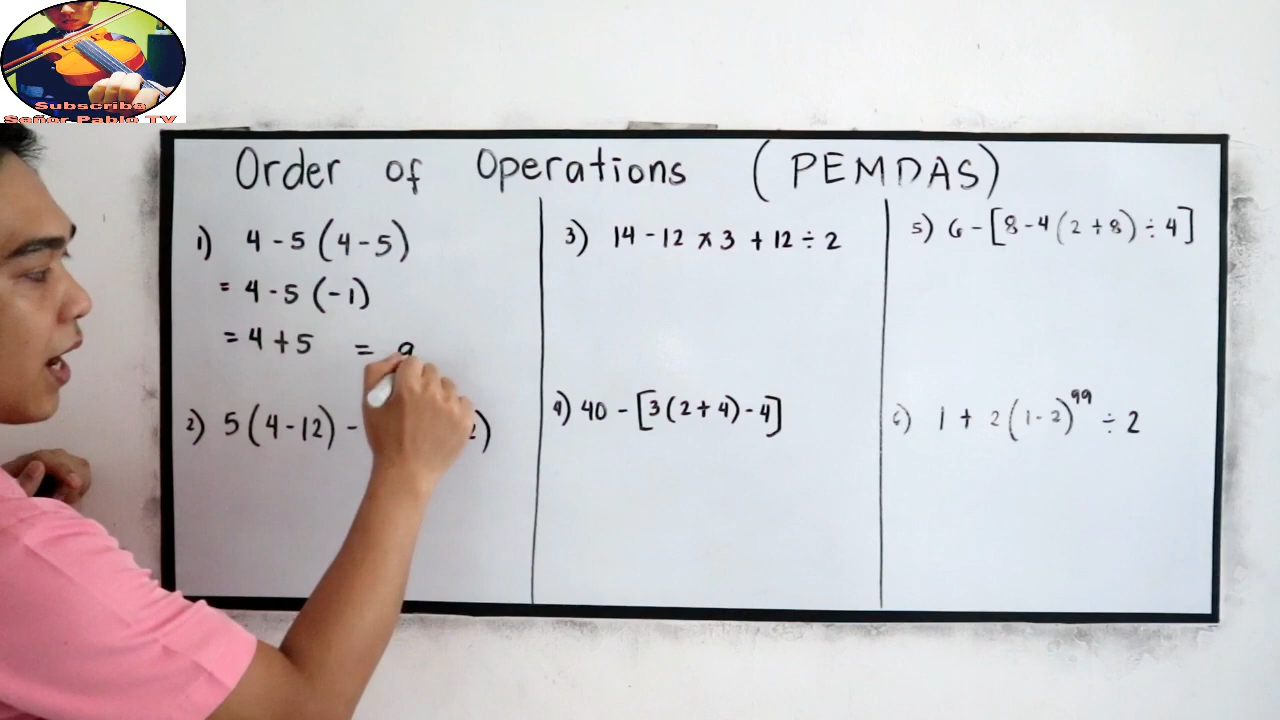 Subscribe
Señor Pablo TV
Order of Operations (PEMDAS)
1) 4 - 5 (4 - 5)
= 4 - 5 (-1)
= 4 + 5 = 9
2) 5 (4 - 12) - 2)
3) 14 - 12 x 3 + 12 ÷ 2
4) 40 - [3 (2 + 4) - 4]
5) 6 - [8 - 4 (2 + 8) ÷ 4]
6) 1 + 2 (1 - 2)^99 ÷ 2